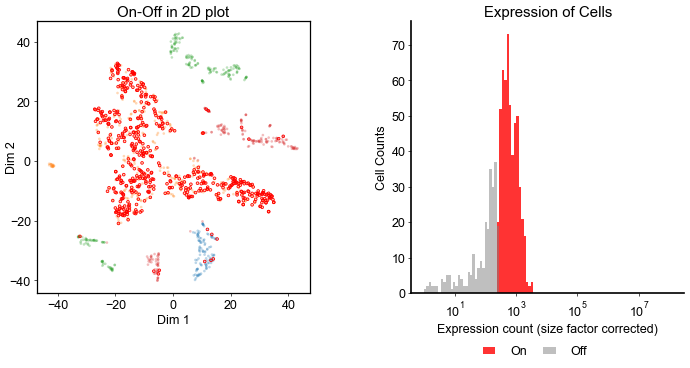 On-Off in 2D plot
Dim 2
40
20
0
−20
−40
−40 −20 0 20 40
Dim 1
Expression of Cells
Cell Counts
70
60
50
40
30
20
10
0
10^1 10^3 10^5 10^7
Expression count (size factor corrected)
On Off